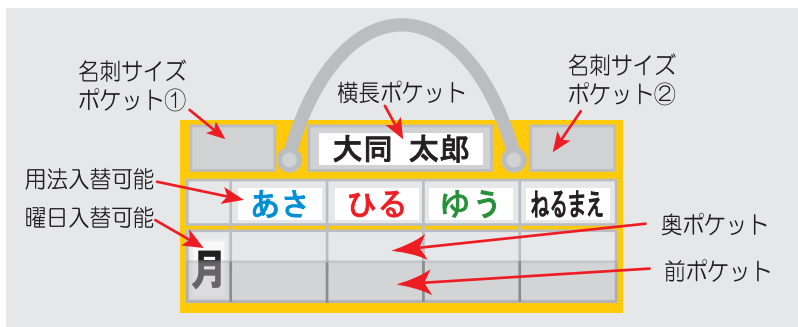 名刺サイズ
ポケット①
横長ポケット
名刺サイズ
ポケット②
大同 太郎
用法入替可能
あさ
ひる
ゆう
ねるまえ
曜日入替可能
月
奥ポケット
前ポケット